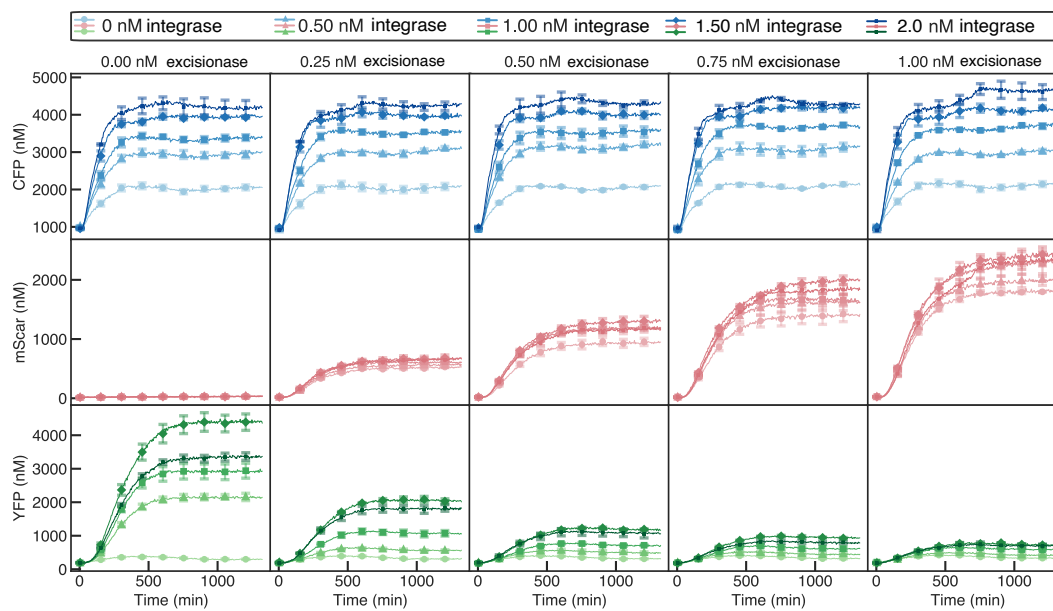 0 nM integrase 0.50 nM integrase 1.00 nM integrase 1.50 nM integrase 2.0 nM integrase
0.00 nM excisionase 0.25 nM excisionase 0.50 nM excisionase 0.75 nM excisionase 1.00 nM excisionase
CFP (nM)
5000
4000
3000
2000
1000
mScar (nM)
2000
1000
0
YFP (nM)
4000
3000
2000
1000
0
0 500 1000 0 500 1000 0 500 1000 0 500 1000 0 500 1000
Time (min) Time (min) Time (min) Time (min) Time (min)